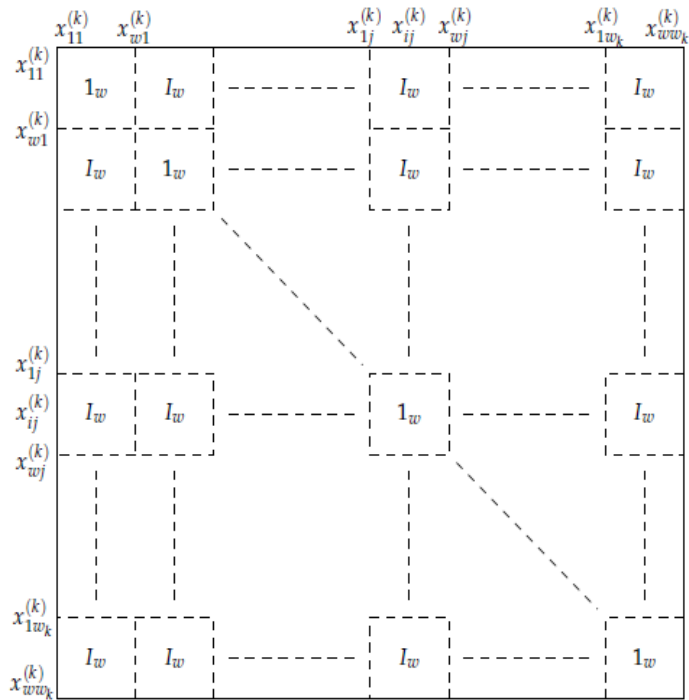 x_{11}^{(k)} x_{w1}^{(k)} x_{1j}^{(k)} x_{ij}^{(k)} x_{wj}^{(k)} x_{1w_k}^{(k)} x_{ww_k}^{(k)}
x_{11}^{(k)} 1_w I_w I_w I_w
x_{w1}^{(k)}
I_w 1_w I_w I_w
x_{1j}^{(k)}
x_{ij}^{(k)} I_w I_w 1_w I_w
x_{wj}^{(k)}
x_{1w_k}^{(k)}
I_w I_w I_w 1_w
x_{ww_k}^{(k)}